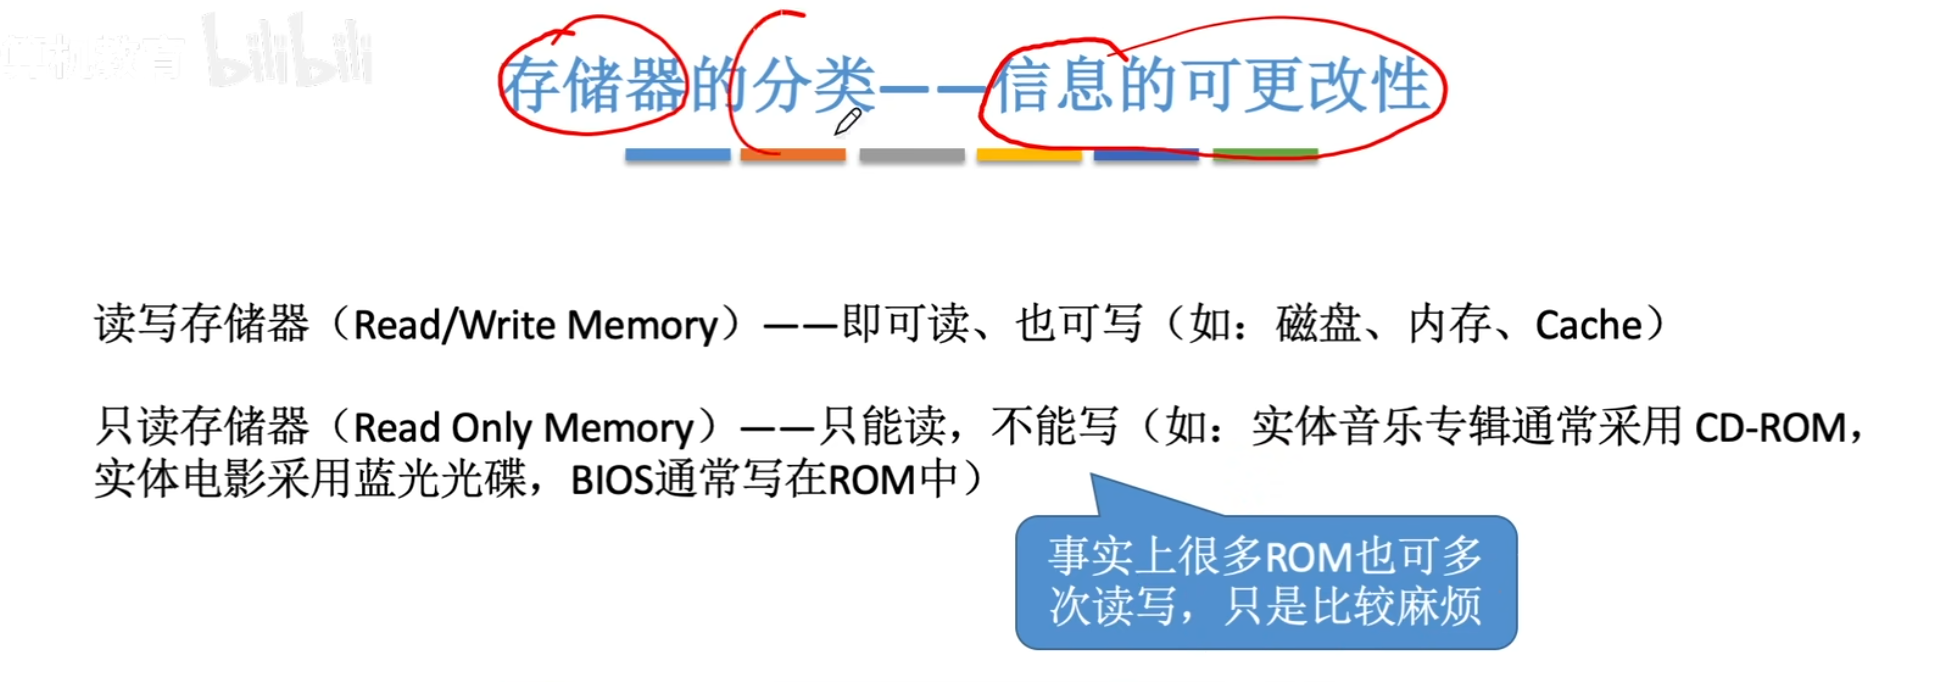 算机教育 bilibili
存储器的分类——信息的可更改性
读写存储器（Read/Write Memory）——即可读、也可写（如：磁盘、内存、Cache）
只读存储器（Read Only Memory）——只能读，不能写（如：实体音乐专辑通常采用 CD-ROM，
实体电影采用蓝光光碟，BIOS通常写在ROM中）
事实上很多ROM也可多
次读写，只是比较麻烦